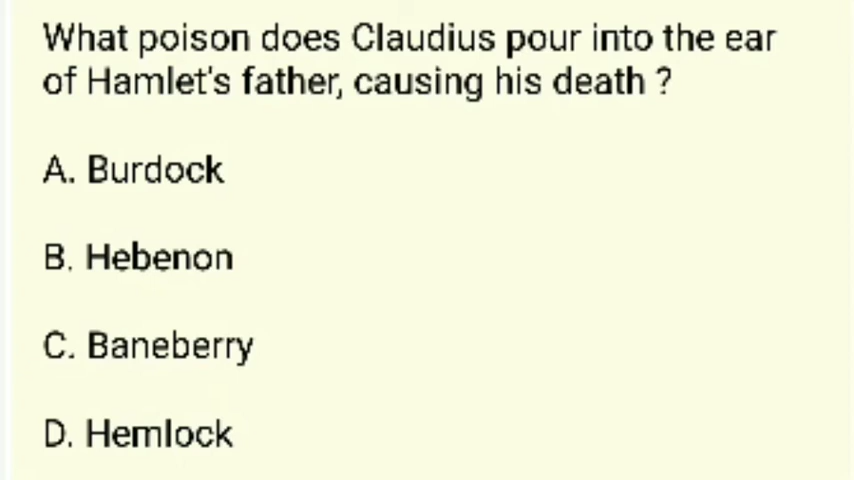 What poison does Claudius pour into the ear
of Hamlet's father, causing his death ?
A. Burdock
B. Hebenon
C. Baneberry
D. Hemlock